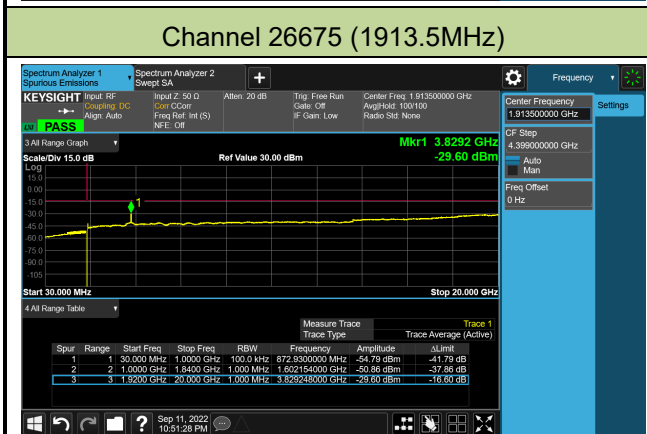 Channel 26675 (1913.5MHz)
Spectrum Analyzer 1
Spurious Emissions
Spectrum Analyzer 2
Swept SA
+
Frequency
KEYSIGHT Input: RF
Coupling: DC
Align: Auto
Input Z: 50 Ω
Corr CCorr
Freq Ref: Int (S)
NFE: Off
Atten: 20 dB
Trig: Free Run
Gate: Off
IF Gain: Low
Center Freq: 1.913500000 GHz
Avg|Hold: 100/100
Radio Std: None
PASS
Center Frequency
1.913500000 GHz
Settings
CF Step
4.399000000 GHz
Auto
Man
Freq Offset
0 Hz
3 All Range Graph
Mkr1 3.8292 GHz
Scale/Div 15.0 dB
Ref Value 30.00 dBm
-29.60 dBm
Log
15.0
0.00
-15.0
-30.0
-45.0
-60.0
-75.0
-90.0
-105
1
Start 30.000 MHz
Stop 20.000 GHz
4 All Range Table
Measure Trace Trace 1
Trace Type Trace Average (Active)
Spur Range Start Freq Stop Freq RBW Frequency Amplitude ΔLimit
1 1 30.000 MHz 1.0000 GHz 100.0 kHz 872.9300000 MHz -54.79 dBm -41.79 dB
2 2 1.0000 GHz 1.8400 GHz 1.000 MHz 1.602154000 GHz -50.86 dBm -37.86 dB
3 3 1.9200 GHz 20.000 GHz 1.000 MHz 3.829248000 GHz -29.60 dBm -16.60 dB
?
Sep 11, 2022
10:51:28 PM